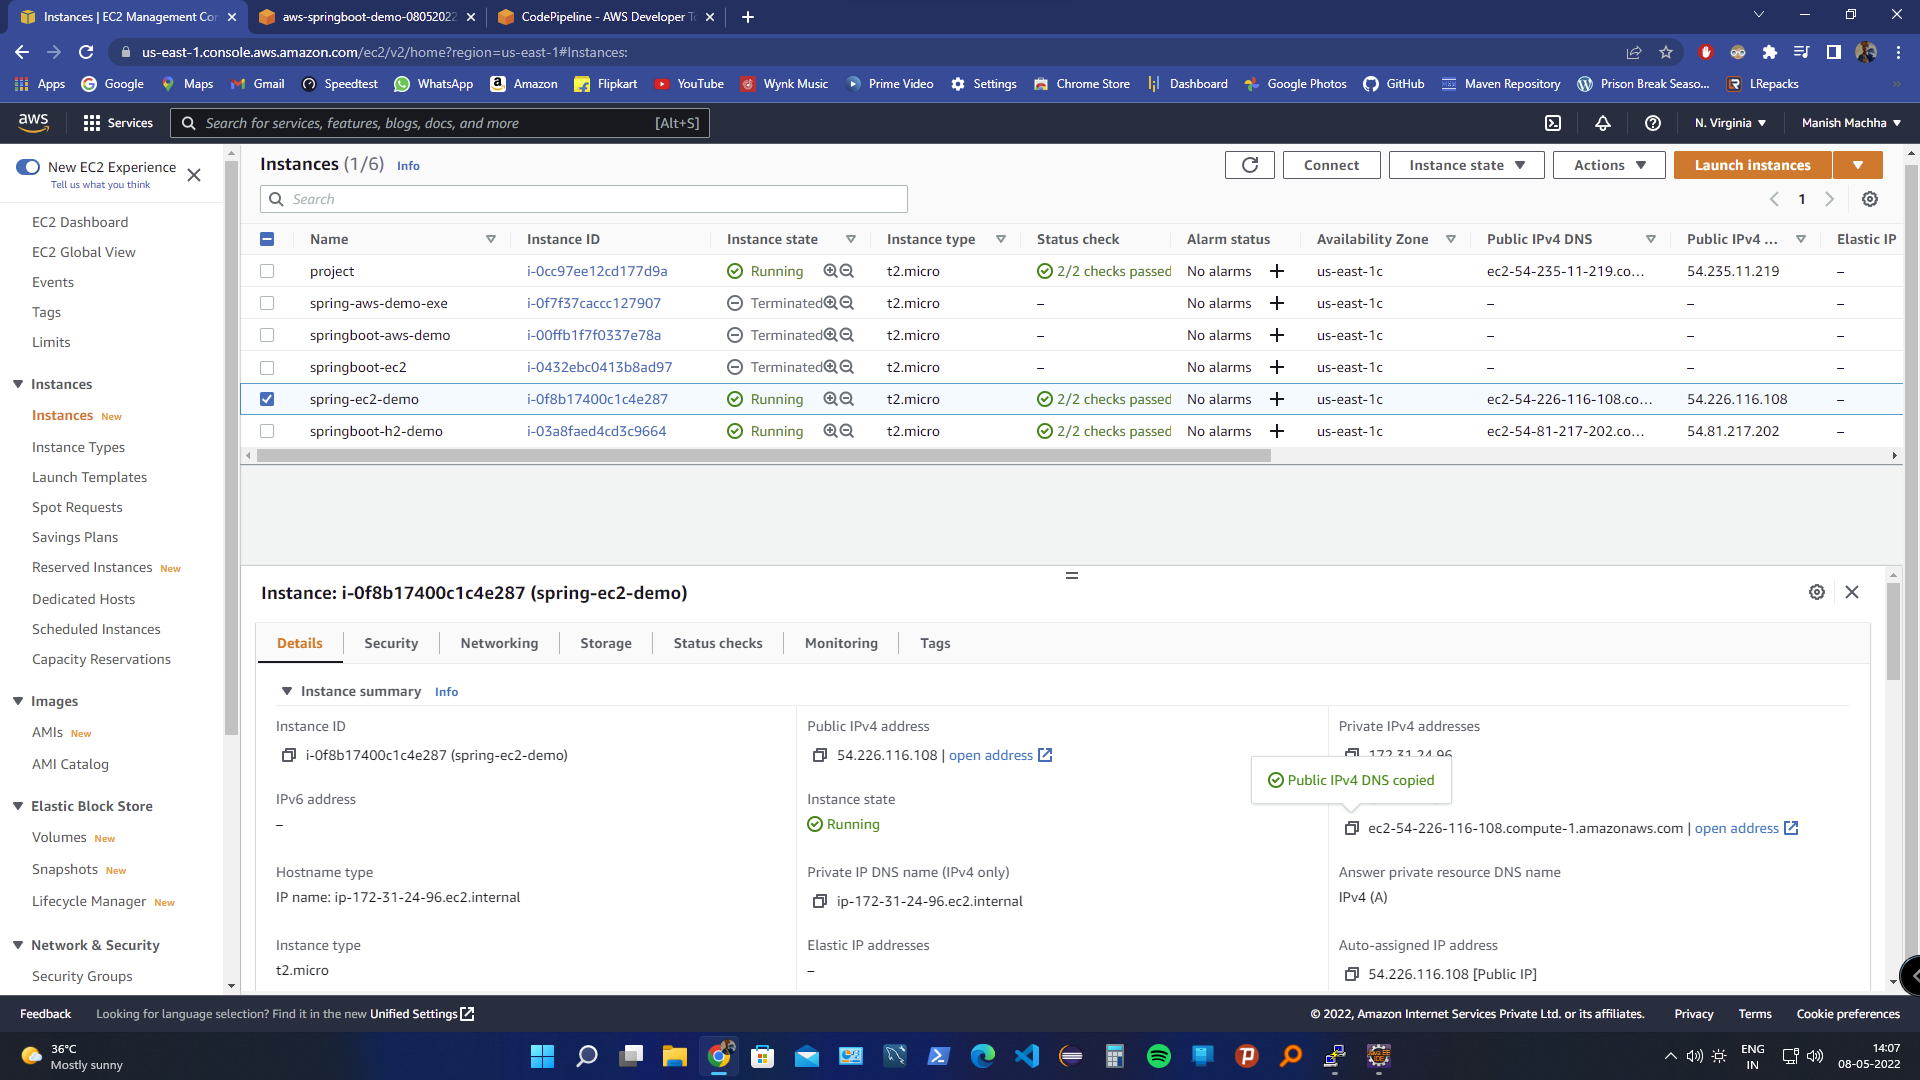 Instances | EC2 Management Con
aws-springboot-demo-08052022
CodePipeline - AWS Developer To
us-east-1.console.aws.amazon.com/ec2/v2/home?region=us-east-1#Instances:
Apps Google Maps Gmail Speedtest WhatsApp Amazon Flipkart YouTube Wynk Music Prime Video Settings Chrome Store Dashboard Google Photos GitHub Maven Repository Prison Break Seaso... LRepacks
aws Services Search for services, features, blogs, docs, and more [Alt+S] N. Virginia Manish Machha
New EC2 Experience
Tell us what you think
EC2 Dashboard
EC2 Global View
Events
Tags
Limits
Instances
Instances New
Instance Types
Launch Templates
Spot Requests
Savings Plans
Reserved Instances New
Dedicated Hosts
Scheduled Instances
Capacity Reservations
Images
AMIs New
AMI Catalog
Elastic Block Store
Volumes New
Snapshots New
Lifecycle Manager New
Network & Security
Security Groups
Instances (1/6) Info
Connect Instance state Actions Launch instances
Search
1
Name Instance ID Instance state Instance type Status check Alarm status Availability Zone Public IPv4 DNS Public IPv4 ... Elastic IP
project i-0cc97ee12cd177d9a Running t2.micro 2/2 checks passed No alarms us-east-1c ec2-54-235-11-219.co... 54.235.11.219 –
spring-aws-demo-exe i-0f7f37caccc127907 Terminated t2.micro – No alarms us-east-1c – – –
springboot-aws-demo i-00ffb1f7f0337e78a Terminated t2.micro – No alarms us-east-1c – – –
springboot-ec2 i-0432ebc0413b8ad97 Terminated t2.micro – No alarms us-east-1c – – –
spring-ec2-demo i-0f8b17400c1c4e287 Running t2.micro 2/2 checks passed No alarms us-east-1c ec2-54-226-116-108.co... 54.226.116.108 –
springboot-h2-demo i-03a8faed4cd3c9664 Running t2.micro 2/2 checks passed No alarms us-east-1c ec2-54-81-217-202.co... 54.81.217.202 –
Instance: i-0f8b17400c1c4e287 (spring-ec2-demo)
Details Security Networking Storage Status checks Monitoring Tags
Instance summary Info
Instance ID
i-0f8b17400c1c4e287 (spring-ec2-demo)
Public IPv4 address
54.226.116.108 | open address
Private IPv4 addresses
172.31.24.96
Public IPv4 DNS copied
IPv6 address
–
Instance state
Running
ec2-54-226-116-108.compute-1.amazonaws.com | open address
Hostname type
IP name: ip-172-31-24-96.ec2.internal
Private IP DNS name (IPv4 only)
ip-172-31-24-96.ec2.internal
Answer private resource DNS name
IPv4 (A)
Instance type
t2.micro
Elastic IP addresses
–
Auto-assigned IP address
54.226.116.108 [Public IP]
Feedback Looking for language selection? Find it in the new Unified Settings © 2022, Amazon Internet Services Private Ltd. or its affiliates. Privacy Terms Cookie preferences
36°C
Mostly sunny
ENG
IN
14:07
08-05-2022